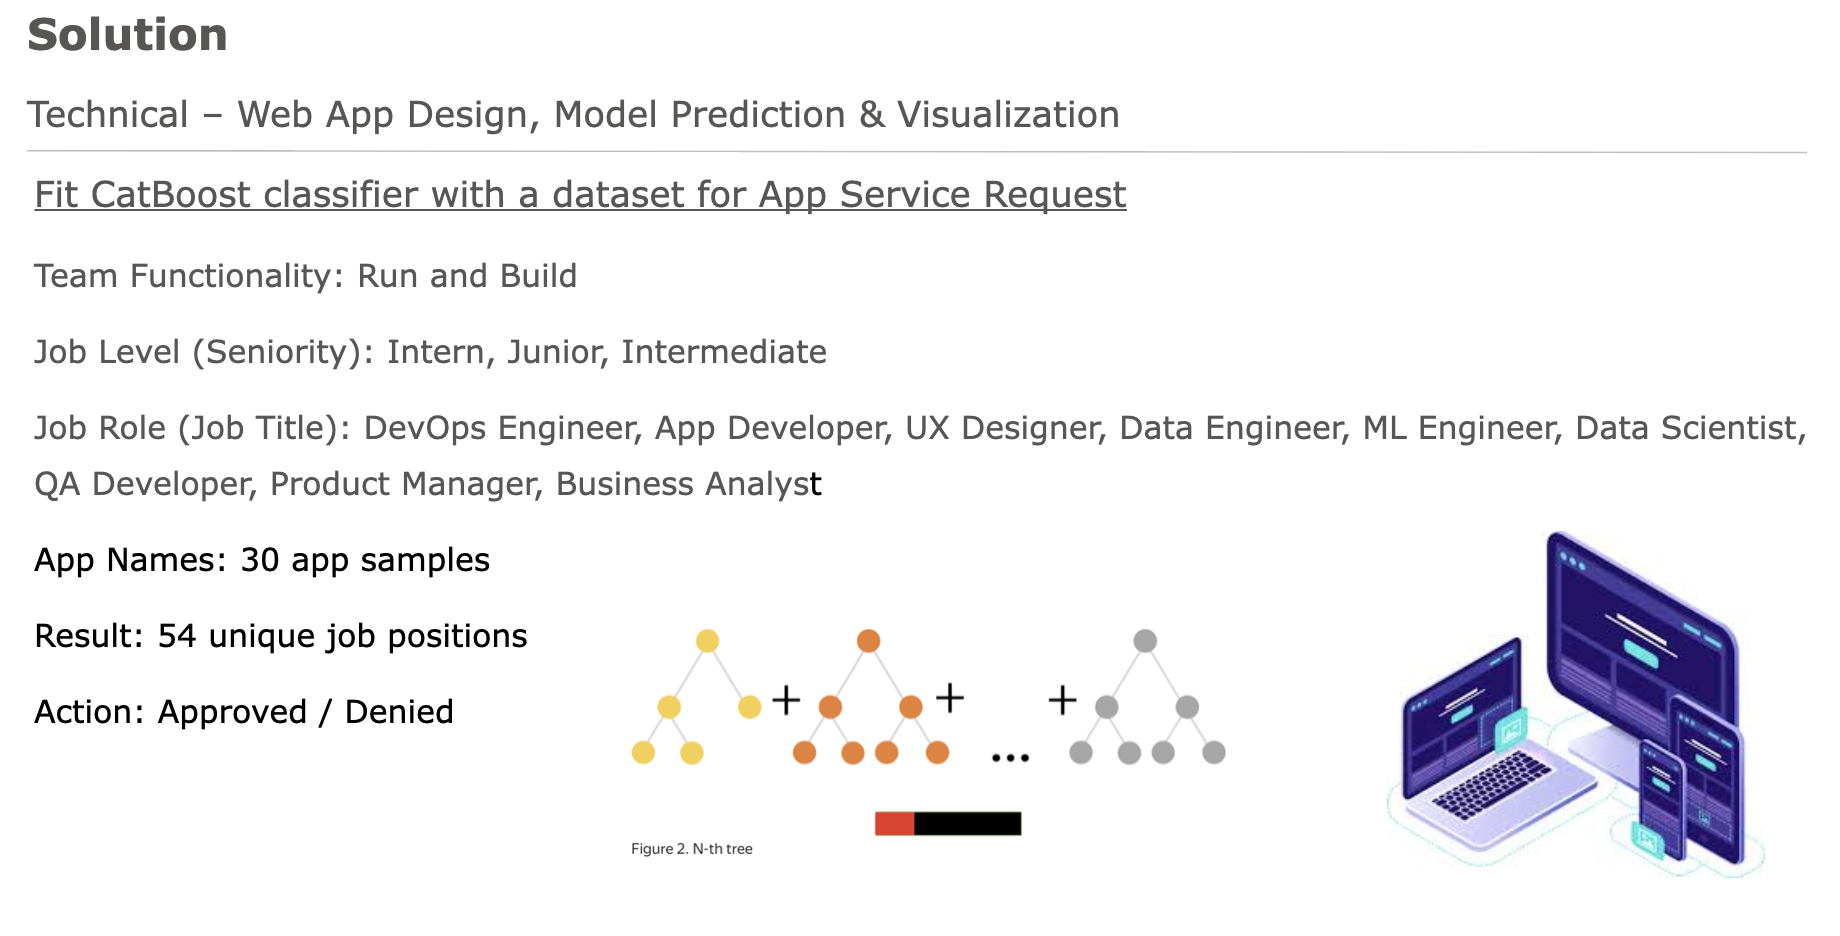 Solution
Technical – Web App Design, Model Prediction & Visualization
Fit CatBoost classifier with a dataset for App Service Request
Team Functionality: Run and Build
Job Level (Seniority): Intern, Junior, Intermediate
Job Role (Job Title): DevOps Engineer, App Developer, UX Designer, Data Engineer, ML Engineer, Data Scientist,
QA Developer, Product Manager, Business Analyst
App Names: 30 app samples
Result: 54 unique job positions
Action: Approved / Denied
+ + ... +
Figure 2. N-th tree